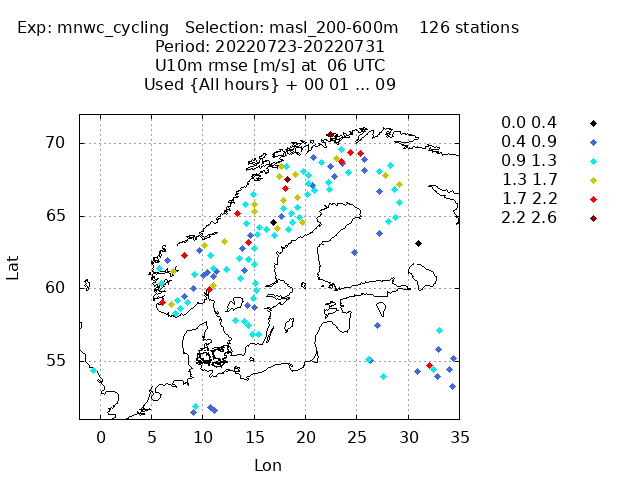 Exp: mnwc_cycling   Selection: masl_200-600m    126 stations
Period: 20220723-20220731
U10m rmse [m/s] at  06 UTC
Used {All hours} + 00 01 ... 09
0.0 0.4
0.4 0.9
0.9 1.3
1.3 1.7
1.7 2.2
2.2 2.6
70
65
60
55
Lat
0 5 10 15 20 25 30 35
Lon